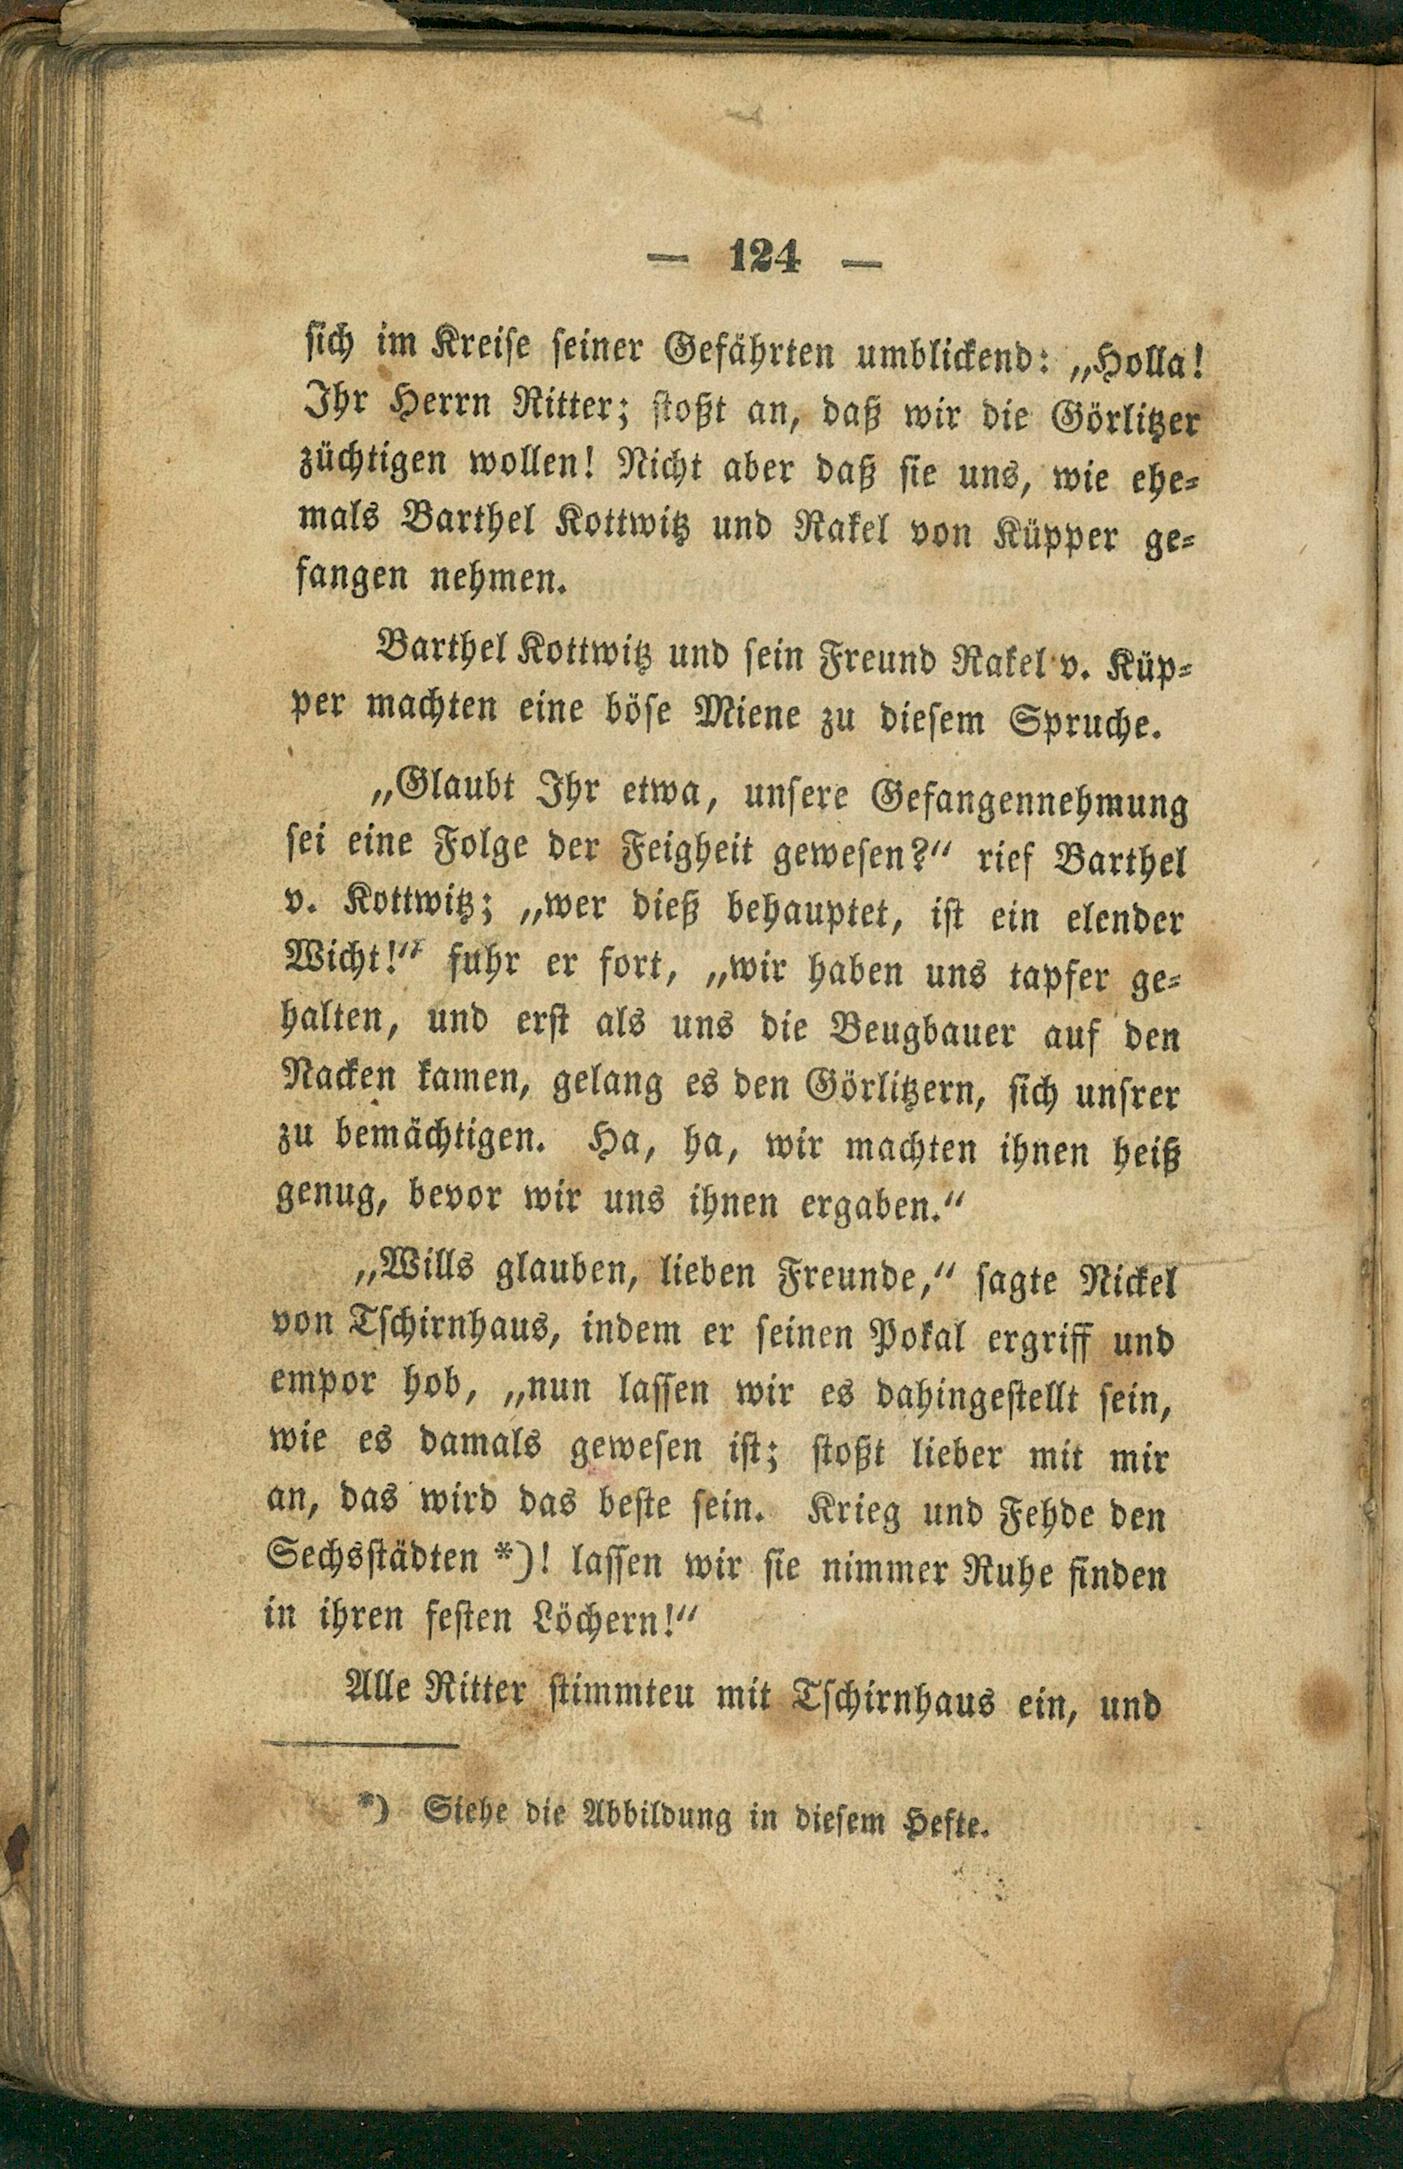 — 124 —
sich im Kreise seiner Gefährten umblickend: „Holla!
Ihr Herrn Ritter; stoßt an, daß wir die Görlitzer
züchtigen wollen! Nicht aber daß sie uns, wie ehe-
mals Barthel Kottwitz und Rakel von Küpper ge-
fangen nehmen.
Barthel Kottwitz und sein Freund Rakel v. Küp-
per machten eine böse Miene zu diesem Spruche.
„Glaubt Ihr etwa, unsere Gefangennehmung
sei eine Folge der Feigheit gewesen?“ rief Barthel
v. Kottwitz; „wer dieß behauptet, ist ein elender
Wicht!“ fuhr er fort, „wir haben uns tapfer ge-
halten, und erst als uns die Beugbauer auf den
Nacken kamen, gelang es den Görlitzern, sich unsrer
zu bemächtigen. Ha, ha, wir machten ihnen heiß
genug, bevor wir uns ihnen ergaben.“
„Wills glauben, lieben Freunde,“ sagte Nickel
von Tschirnhaus, indem er seinen Pokal ergriff und
empor hob, „nun lassen wir es dahingestellt sein,
wie es damals gewesen ist; stoßt lieber mit mir
an, das wird das beste sein. Krieg und Fehde den
Sechsstädten *)! lassen wir sie nimmer Ruhe finden
in ihren festen Löchern!“
Alle Ritter stimmteu mit Tschirnhaus ein, und
*) Siehe die Abbildung in diesem Hefte.